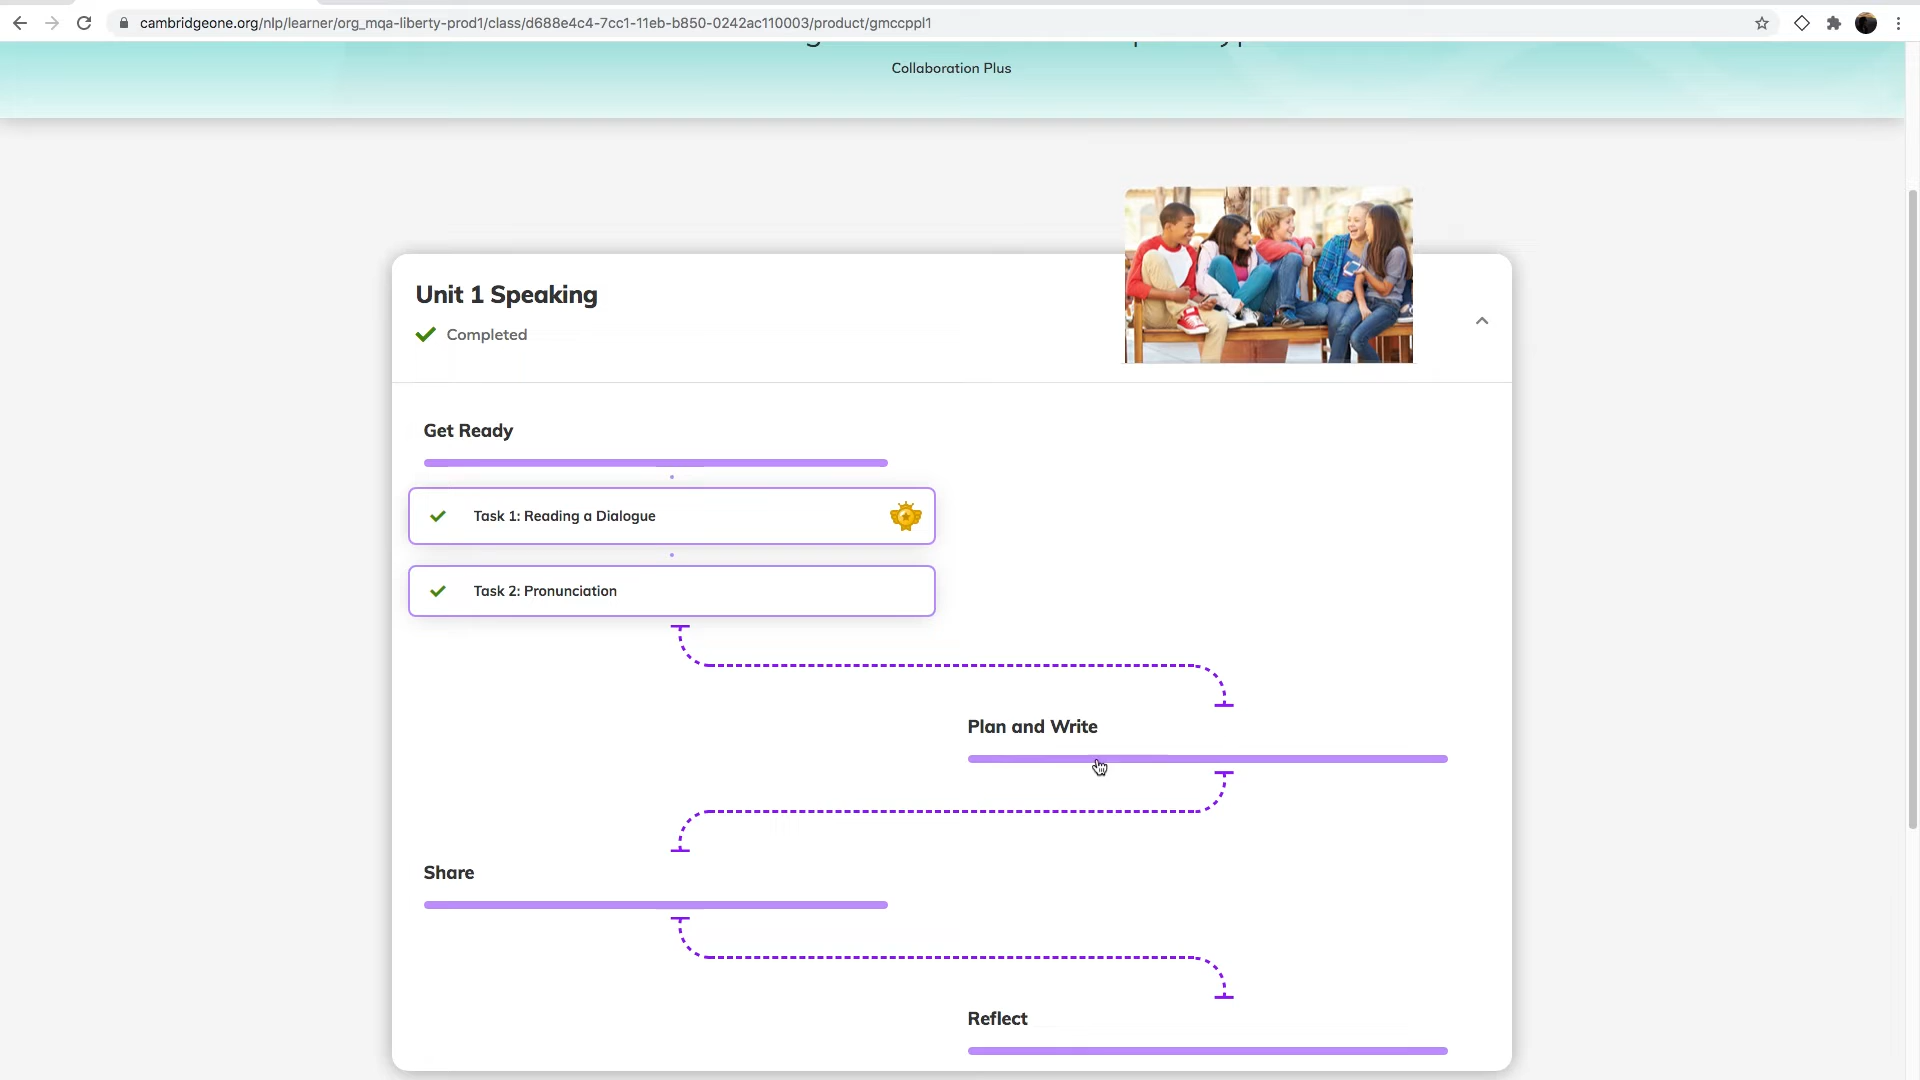 cambridgeone.org/nlp/learner/org_mqa-liberty-prod1/class/d688e4c4-7cc1-11eb-b850-0242ac110003/product/gmccppl1
Collaboration Plus
Unit 1 Speaking
Completed
Get Ready
Task 1: Reading a Dialogue
Task 2: Pronunciation
Plan and Write
Share
Reflect